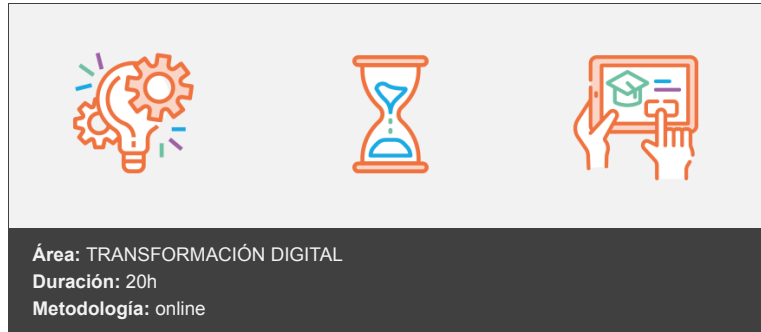 Área: TRANSFORMACIÓN DIGITAL
Duración: 20h
Metodología: online